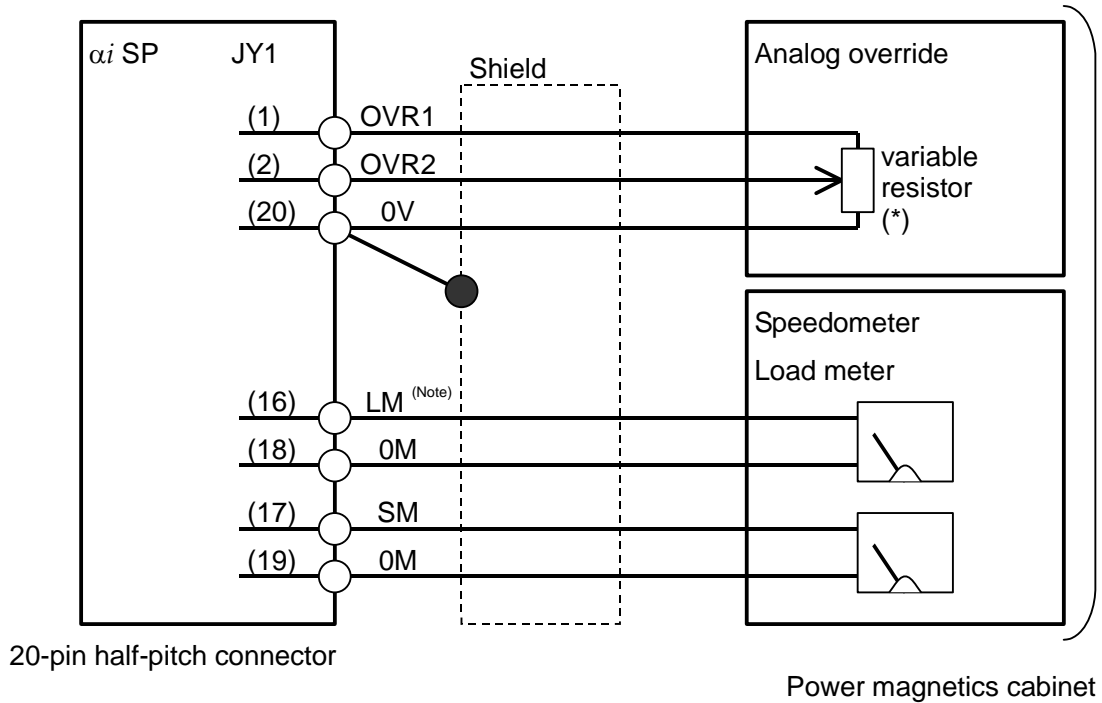 αi SP JY1
Shield
Analog override
(1) OVR1
(2) OVR2
(20) 0V
variable
resistor
(*)
Speedometer
Load meter
(16) LM (Note)
(18) 0M
(17) SM
(19) 0M
20-pin half-pitch connector
Power magnetics cabinet